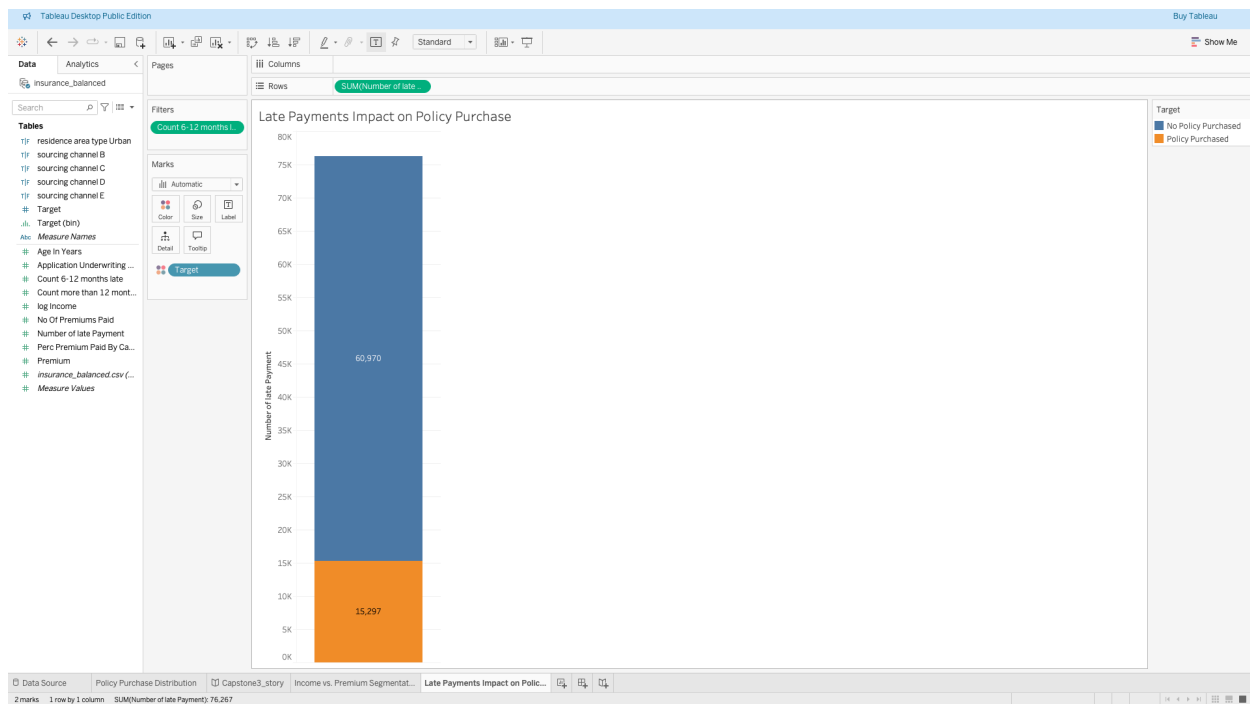 Tableau Desktop Public Edition
Buy Tableau
Standard
Show Me
Data
Analytics
Pages
Columns
insurance_balanced
Rows
SUM(Number of late ..
Search
Filters
Count 6-12 months l..
Tables
T|F residence area type Urban
T|F sourcing channel B
T|F sourcing channel C
T|F sourcing channel D
T|F sourcing channel E
# Target
Target (bin)
Abc Measure Names
# Age In Years
# Application Underwriting ...
# Count 6-12 months late
# Count more than 12 mont...
# log Income
# No Of Premiums Paid
# Number of late Payment
# Perc Premium Paid By Ca...
# Premium
# insurance_balanced.csv (...
# Measure Values
Marks
Automatic
Color
Size
Label
Detail
Tooltip
Target
Late Payments Impact on Policy Purchase
80K
75K
70K
65K
60K
55K
50K
45K
40K
35K
30K
25K
20K
15K
10K
5K
0K
Number of late Payment
60,970
15,297
Target
No Policy Purchased
Policy Purchased
Data Source
Policy Purchase Distribution
Capstone3_story
Income vs. Premium Segmentat...
Late Payments Impact on Polic...
2 marks 1 row by 1 column SUM(Number of late Payment): 76,267